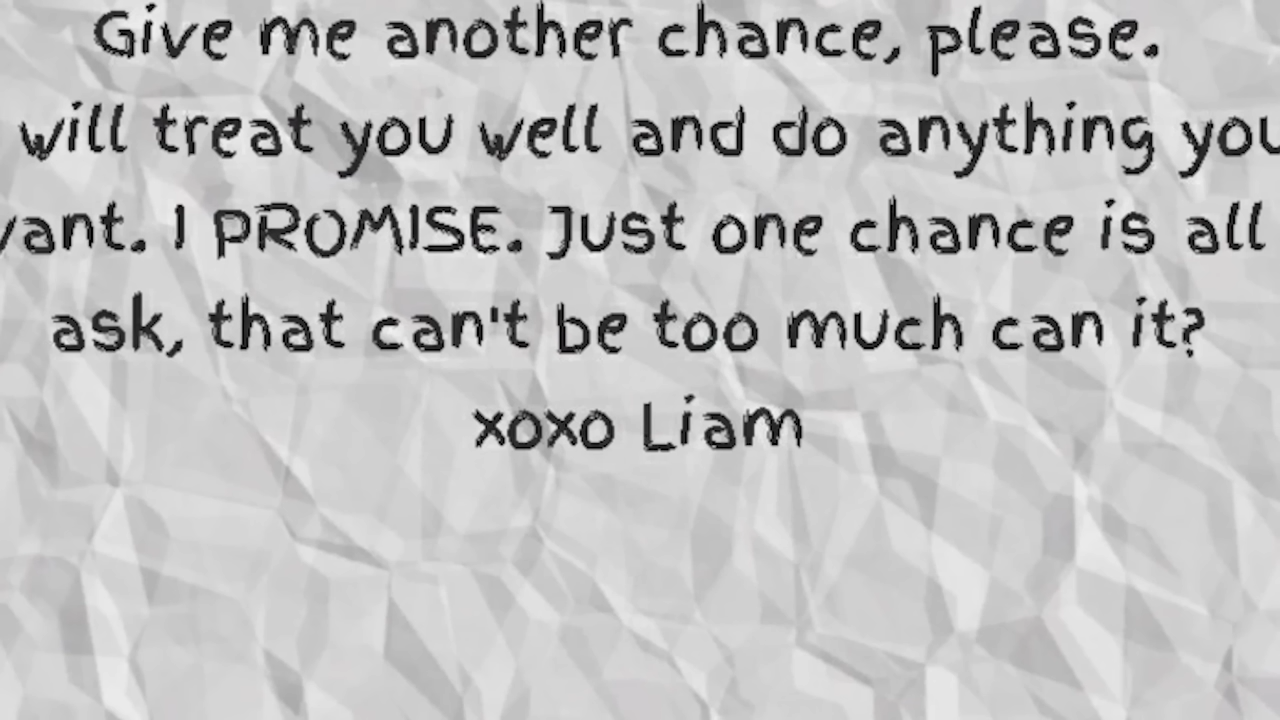 Give me another chance, please.
will treat you well and do anything you
want. I PROMISE. Just one chance is all
ask, that can't be too much can it?
xoxo Liam